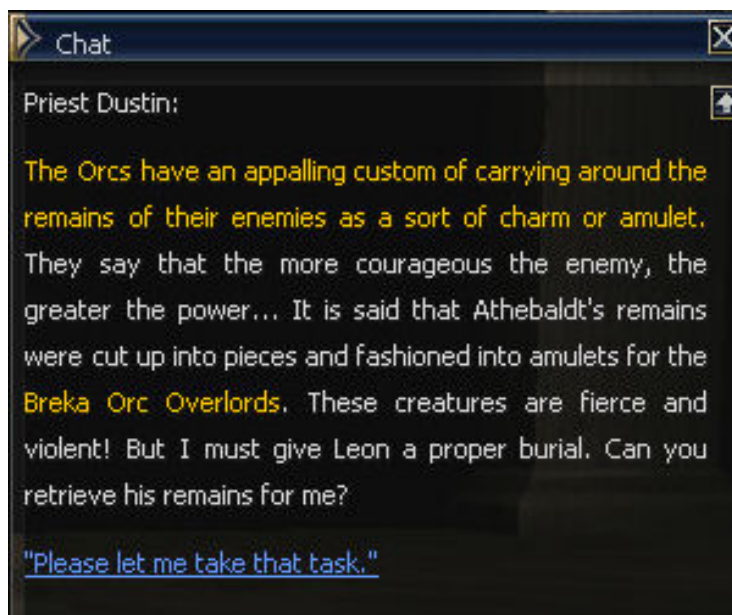 Chat
Priest Dustin:
The Orcs have an appalling custom of carrying around the
remains of their enemies as a sort of charm or amulet.
They say that the more courageous the enemy, the
greater the power... It is said that Athebaldt's remains
were cut up into pieces and fashioned into amulets for the
Breka Orc Overlords. These creatures are fierce and
violent! But I must give Leon a proper burial. Can you
retrieve his remains for me?
"Please let me take that task."